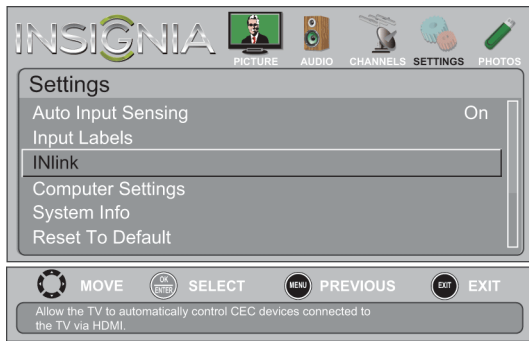 INSIGNIA
PICTURE AUDIO CHANNELS SETTINGS PHOTOS
Settings
Auto Input Sensing On
Input Labels
INlink
Computer Settings
System Info
Reset To Default
MOVE OK ENTER SELECT MENU PREVIOUS EXIT EXIT
Allow the TV to automatically control CEC devices connected to
the TV via HDMI.